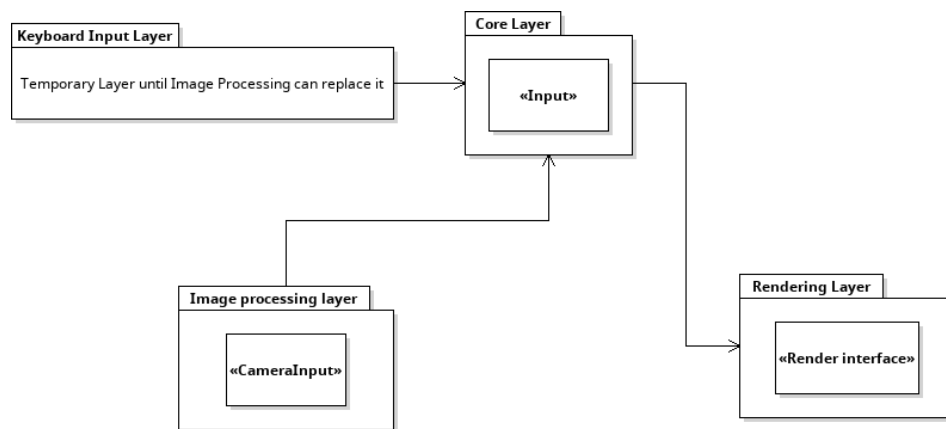 Keyboard Input Layer
Temporary Layer until Image Processing can replace it
Core Layer
«Input»
Image processing layer
«CameraInput»
Rendering Layer
«Render interface»